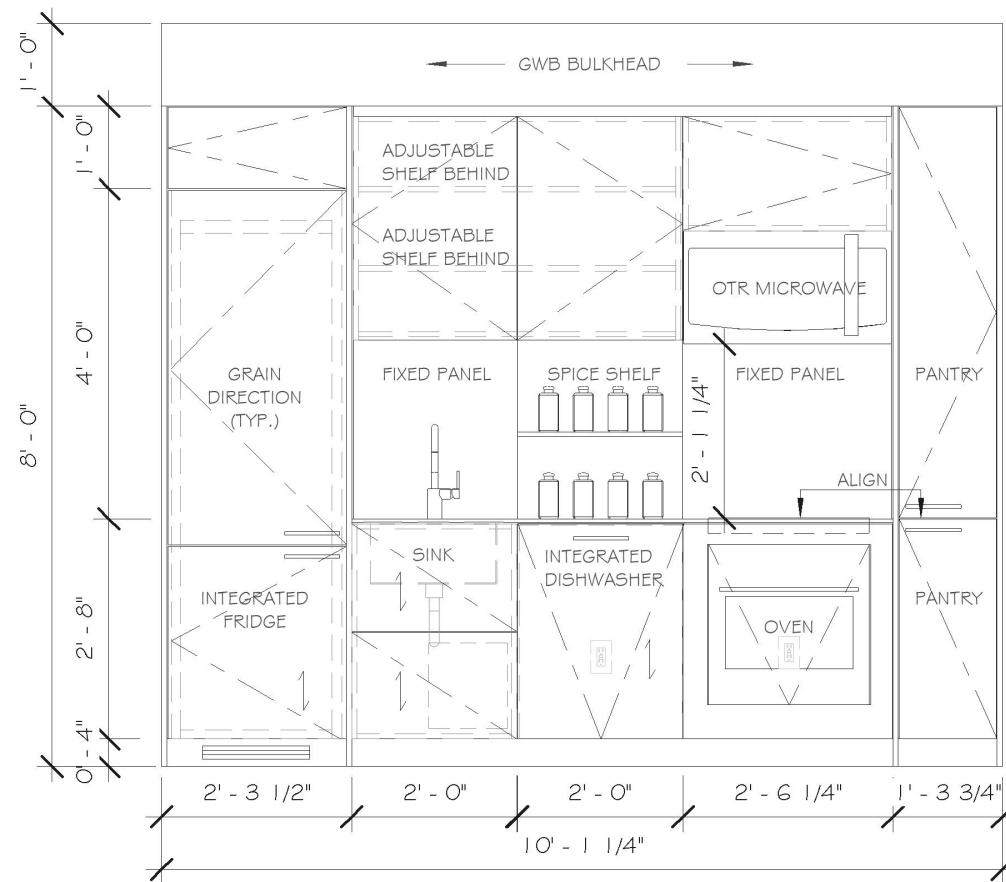 1' - 0"
GWB BULKHEAD
1' - 0"
ADJUSTABLE
SHELF BEHIND
ADJUSTABLE
SHELF BEHIND
OTR MICROWAVE
4' - 0"
8' - 0"
GRAIN
DIRECTION
(TYP.)
FIXED PANEL
SPICE SHELF
FIXED PANEL
PANTRY
2' - 1 1/4"
ALIGN
SINK
INTEGRATED
DISHWASHER
INTEGRATED
FRIDGE
OVEN
PANTRY
2' - 8"
0' - 4"
2' - 3 1/2"
2' - 0"
2' - 0"
2' - 6 1/4"
1' - 3 3/4"
10' - 1 1/4"